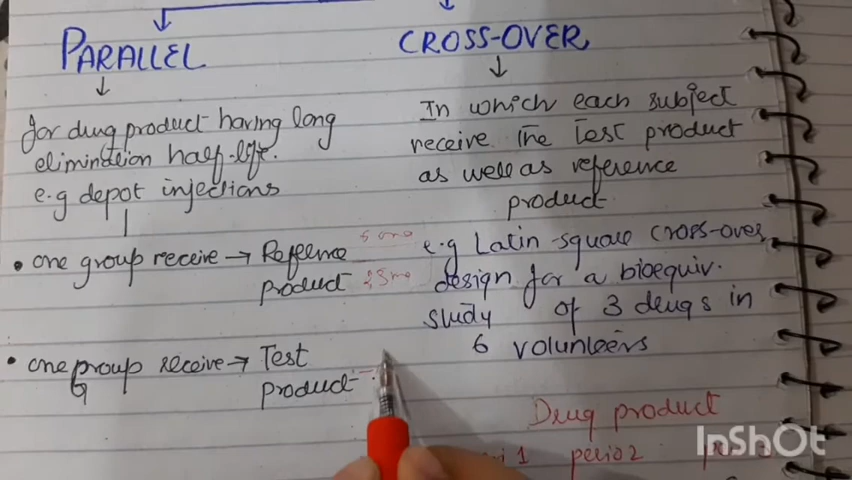 PARALLEL
for drug product having long
elimination half-life.
e.g depot injections
• one group receive → Reference
product
• one group receive → Test
product
CROSS-OVER
In which each subject
receive the Test product
as well as reference
product
e.g Latin-square Cross-over
design for a bioequiv.
study of 3 drugs in
6 volunteers
Drug product
1 perio2
InShOt